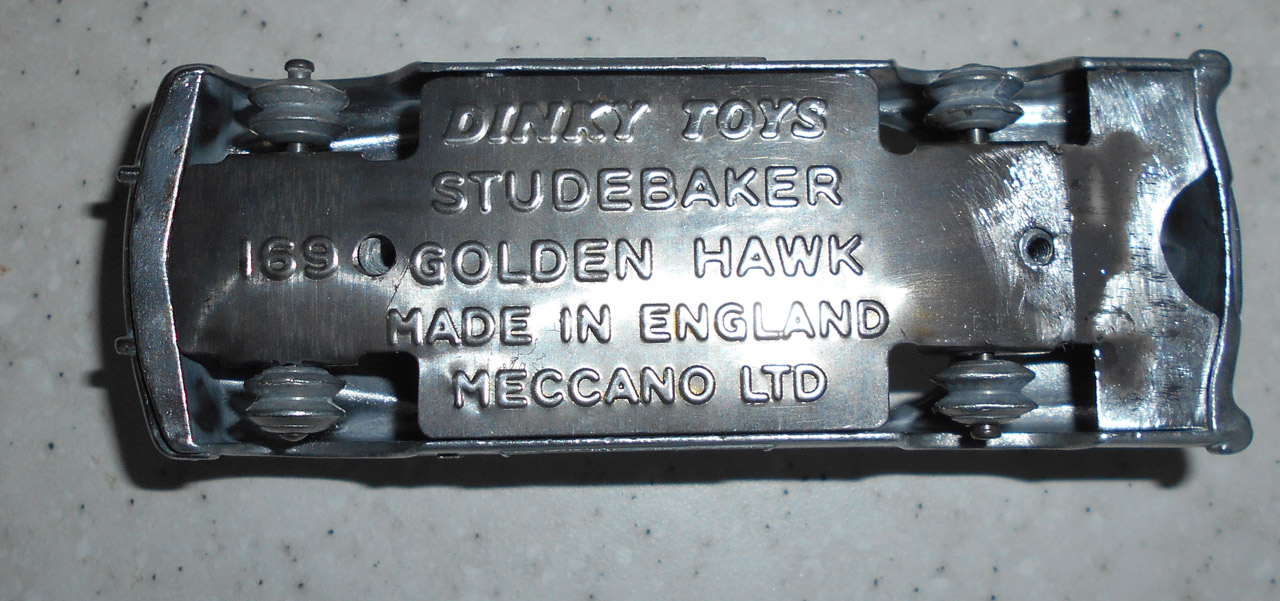 DINKY TOYS
STUDEBAKER
169 GOLDEN HAWK
MADE IN ENGLAND
MECCANO LTD